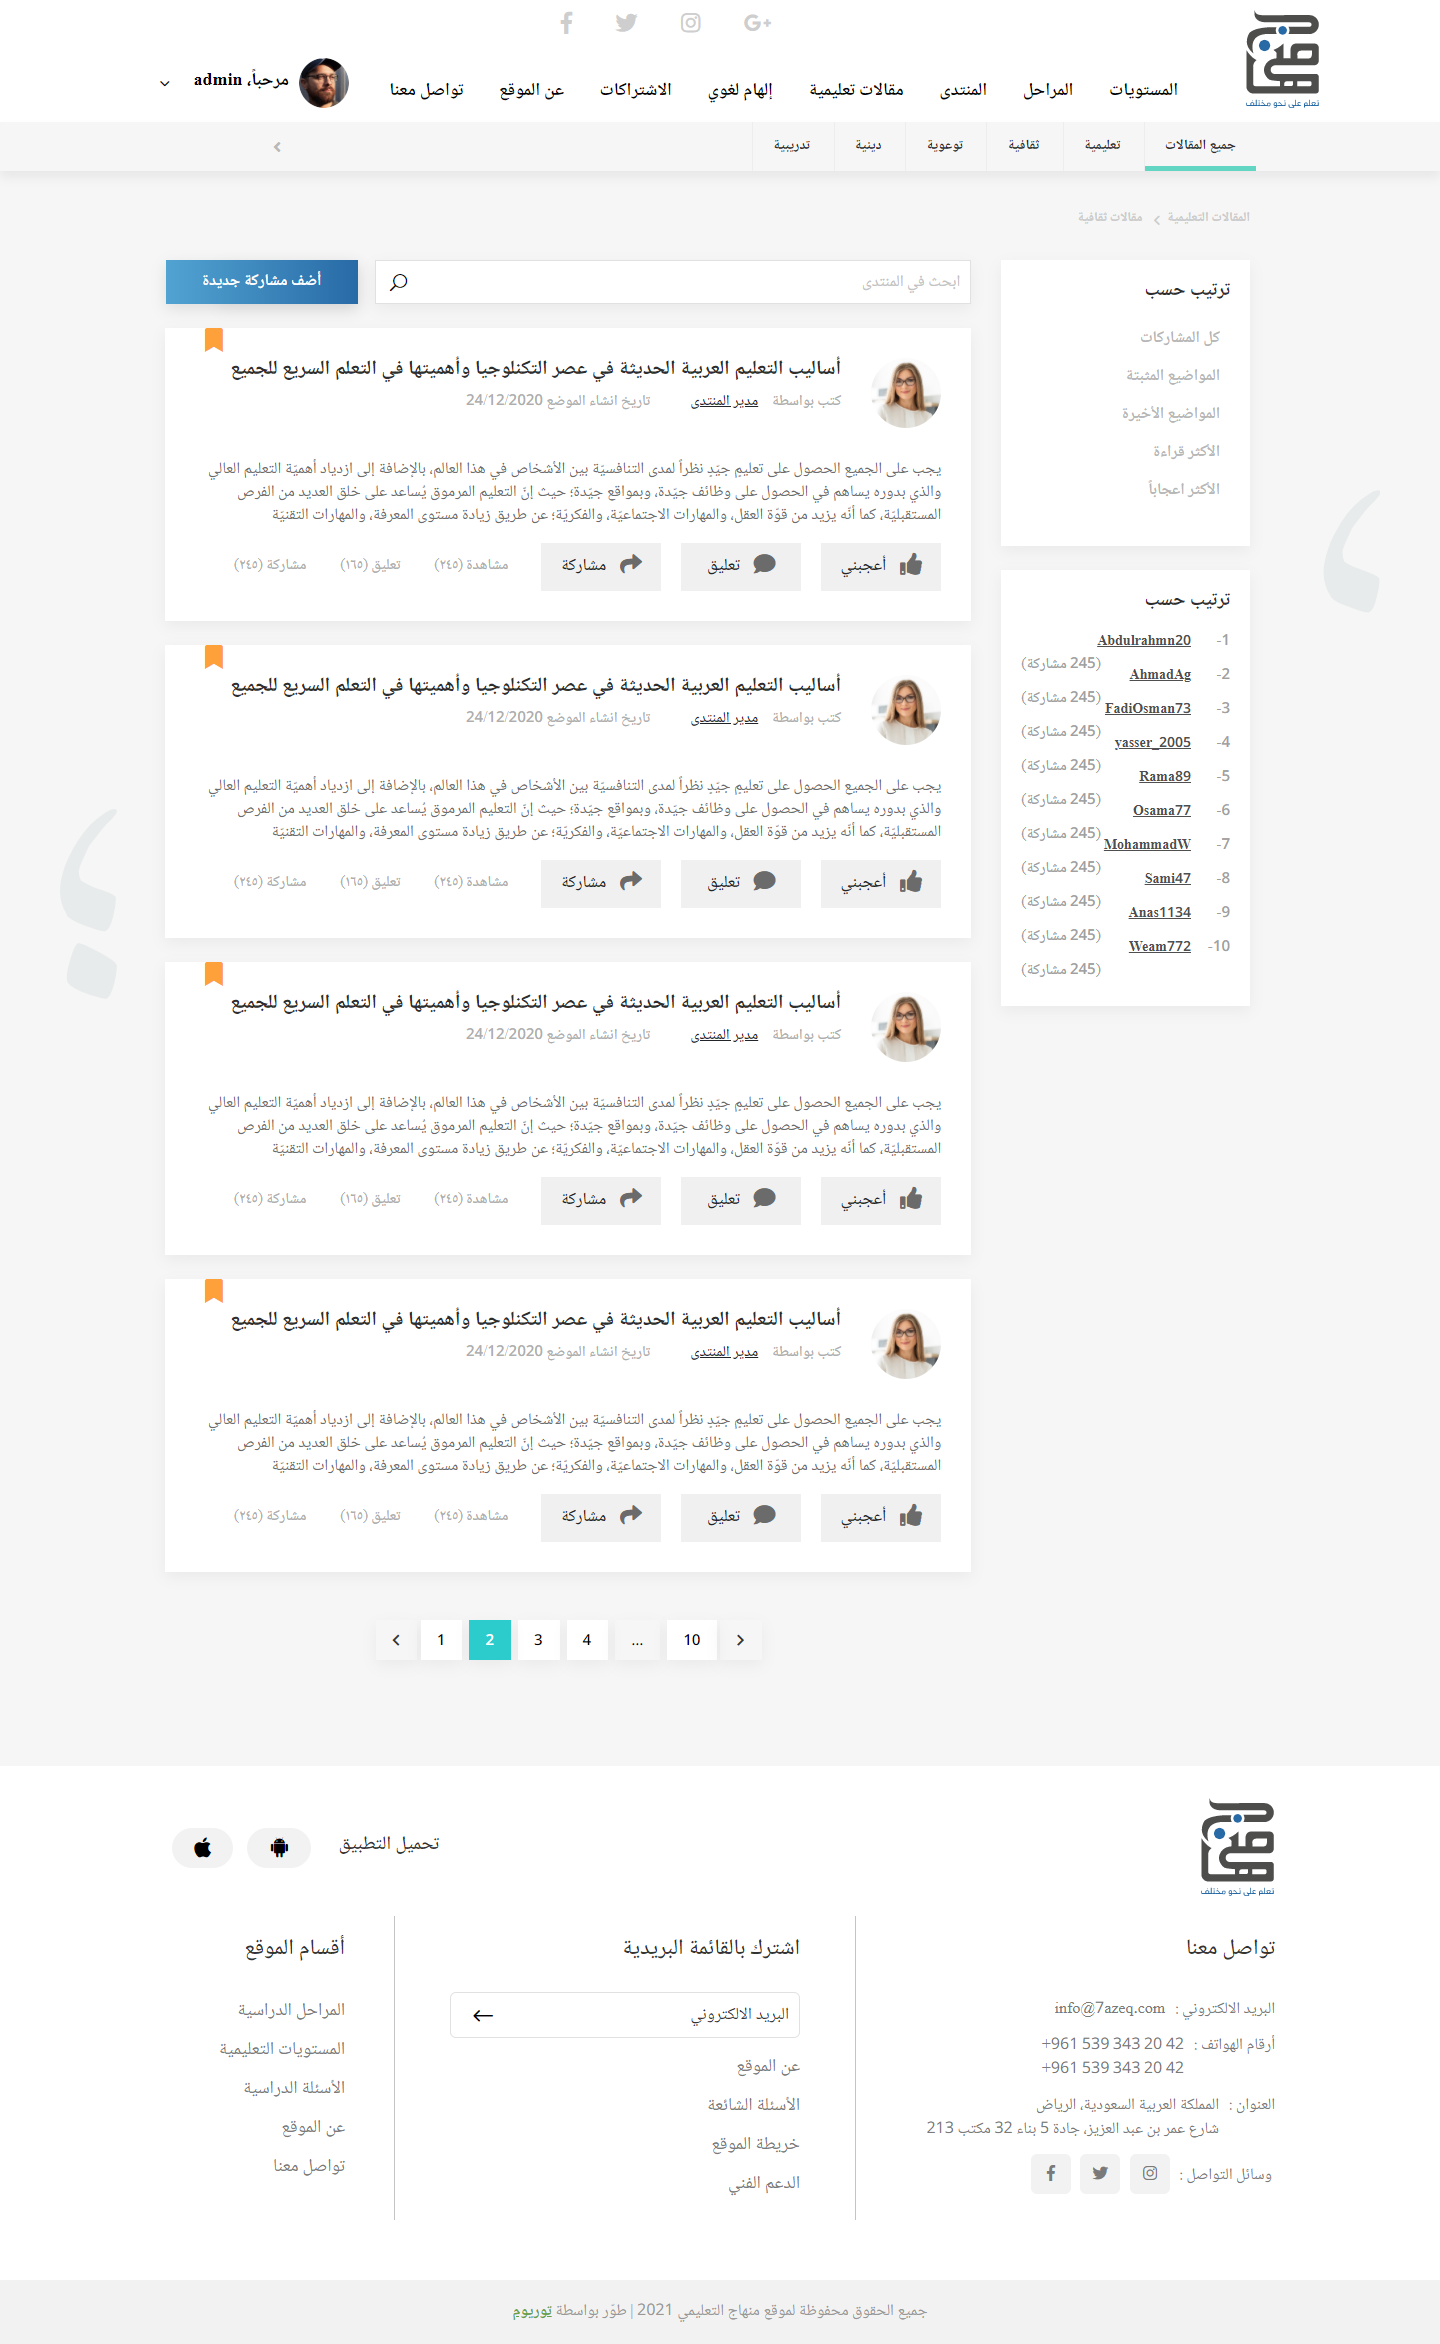 منهاج
تعلم على نحو مختلف
المستويات
المراحل
المنتدى
مقالات تعليمية
إلهام لغوي
الاشتراكات
عن الموقع
تواصل معنا
مرحباً، admin
جميع المقالات
تعليمية
ثقافية
توعوية
دينية
تدريبية
المقالات التعليمية
مقالات ثقافية
ترتيب حسب
كل المشاركات
المواضيع المثبتة
المواضيع الأخيرة
الأكثر قراءة
الأكثر اعجاباً
ترتيب حسب
1- Abdulrahmn20
(245 مشاركة)
2- AhmadAg
(245 مشاركة)
3- FadiOsman73
(245 مشاركة)
4- yasser_2005
(245 مشاركة)
5- Rama89
(245 مشاركة)
6- Osama77
(245 مشاركة)
7- MohammadW
(245 مشاركة)
8- Sami47
(245 مشاركة)
9- Anas1134
(245 مشاركة)
10- Weam772
(245 مشاركة)
ابحث في المنتدى
أضف مشاركة جديدة
أساليب التعليم العربية الحديثة في عصر التكنلوجيا وأهميتها في التعلم السريع للجميع
كتب بواسطة مدير المنتدى تاريخ انشاء الموضع 24/12/2020
يجب على الجميع الحصول على تعليمٍ جيّدٍ نظراً لمدى التنافسيّة بين الأشخاص في هذا العالم، بالإضافة إلى ازدياد أهميّة التعليم العالي
والذي بدوره يساهم في الحصول على وظائف جيّدة، وبمواقع جيّدة؛ حيث إنّ التعليم المرموق يُساعد على خلق العديد من الفرص
المستقبليّة، كما أنّه يزيد من قوّة العقل، والمهارات الاجتماعيّة، والفكريّة؛ عن طريق زيادة مستوى المعرفة، والمهارات التقنيّة
أعجبني
تعليق
مشاركة
مشاهدة (٢٤٥)
تعليق (١٦٥)
مشاركة (٢٤٥)
أساليب التعليم العربية الحديثة في عصر التكنلوجيا وأهميتها في التعلم السريع للجميع
كتب بواسطة مدير المنتدى تاريخ انشاء الموضع 24/12/2020
يجب على الجميع الحصول على تعليمٍ جيّدٍ نظراً لمدى التنافسيّة بين الأشخاص في هذا العالم، بالإضافة إلى ازدياد أهميّة التعليم العالي
والذي بدوره يساهم في الحصول على وظائف جيّدة، وبمواقع جيّدة؛ حيث إنّ التعليم المرموق يُساعد على خلق العديد من الفرص
المستقبليّة، كما أنّه يزيد من قوّة العقل، والمهارات الاجتماعيّة، والفكريّة؛ عن طريق زيادة مستوى المعرفة، والمهارات التقنيّة
أعجبني
تعليق
مشاركة
مشاهدة (٢٤٥)
تعليق (١٦٥)
مشاركة (٢٤٥)
أساليب التعليم العربية الحديثة في عصر التكنلوجيا وأهميتها في التعلم السريع للجميع
كتب بواسطة مدير المنتدى تاريخ انشاء الموضع 24/12/2020
يجب على الجميع الحصول على تعليمٍ جيّدٍ نظراً لمدى التنافسيّة بين الأشخاص في هذا العالم، بالإضافة إلى ازدياد أهميّة التعليم العالي
والذي بدوره يساهم في الحصول على وظائف جيّدة، وبمواقع جيّدة؛ حيث إنّ التعليم المرموق يُساعد على خلق العديد من الفرص
المستقبليّة، كما أنّه يزيد من قوّة العقل، والمهارات الاجتماعيّة، والفكريّة؛ عن طريق زيادة مستوى المعرفة، والمهارات التقنيّة
أعجبني
تعليق
مشاركة
مشاهدة (٢٤٥)
تعليق (١٦٥)
مشاركة (٢٤٥)
أساليب التعليم العربية الحديثة في عصر التكنلوجيا وأهميتها في التعلم السريع للجميع
كتب بواسطة مدير المنتدى تاريخ انشاء الموضع 24/12/2020
يجب على الجميع الحصول على تعليمٍ جيّدٍ نظراً لمدى التنافسيّة بين الأشخاص في هذا العالم، بالإضافة إلى ازدياد أهميّة التعليم العالي
والذي بدوره يساهم في الحصول على وظائف جيّدة، وبمواقع جيّدة؛ حيث إنّ التعليم المرموق يُساعد على خلق العديد من الفرص
المستقبليّة، كما أنّه يزيد من قوّة العقل، والمهارات الاجتماعيّة، والفكريّة؛ عن طريق زيادة مستوى المعرفة، والمهارات التقنيّة
أعجبني
تعليق
مشاركة
مشاهدة (٢٤٥)
تعليق (١٦٥)
مشاركة (٢٤٥)
1 2 3 4 ... 10
منهاج
تعلم على نحو مختلف
تحميل التطبيق
تواصل معنا
البريد الالكتروني : info@7azeq.com
أرقام الهواتف : +961 539 343 20 42
+961 539 343 20 42
العنوان : المملكة العربية السعودية، الرياض
شارع عمر بن عبد العزيز، جادة 5 بناء 32 مكتب 213
وسائل التواصل :
اشترك بالقائمة البريدية
البريد الالكتروني
عن الموقع
الأسئلة الشائعة
خريطة الموقع
الدعم الفني
أقسام الموقع
المراحل الدراسية
المستويات التعليمية
الأسئلة الدراسية
عن الموقع
تواصل معنا
جميع الحقوق محفوظة لموقع منهاج التعليمي 2021 | طوّر بواسطة توريوم